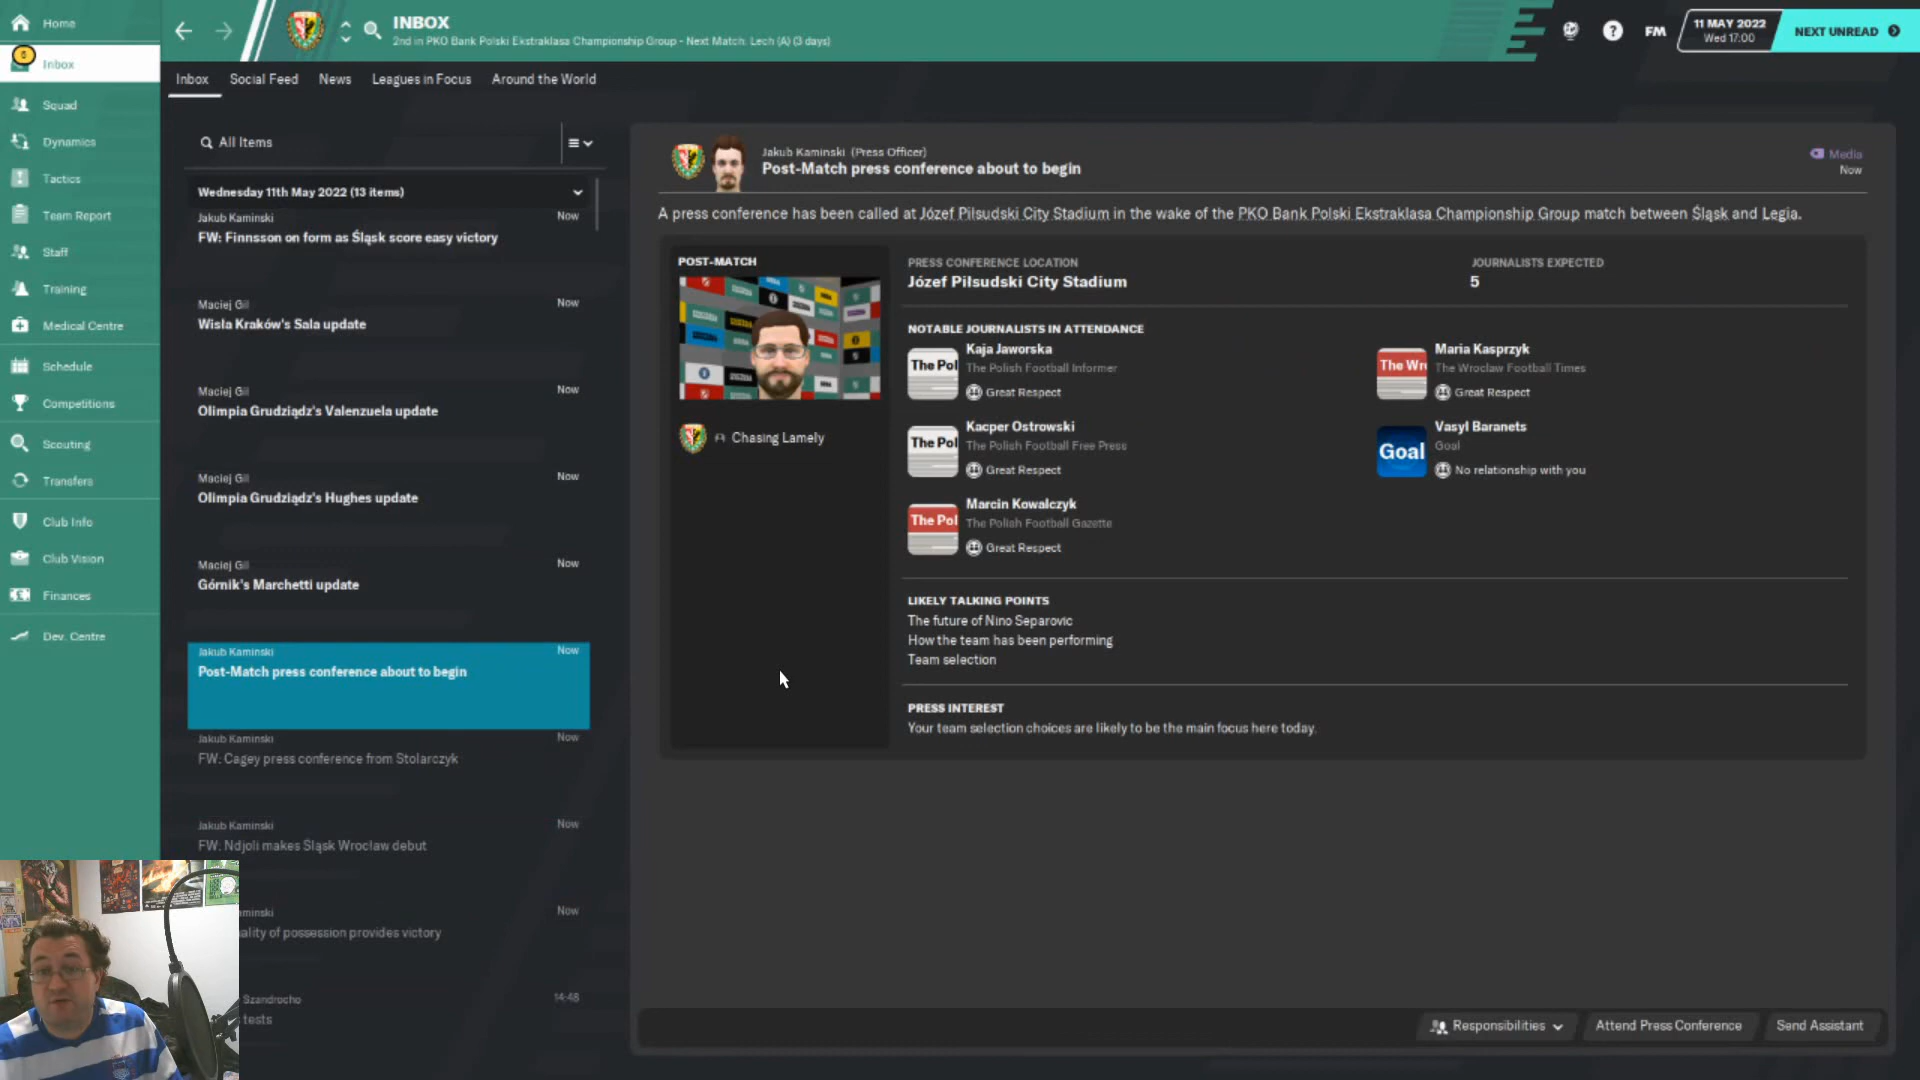 Home
Inbox
Squad
Dynamics
Tactics
Team Report
Staff
Training
Medical Centre
Schedule
Competitions
Scouting
Transfers
Club Info
Club Vision
Finances
Dev. Centre
INBOX
2nd in PKO Bank Polski Ekstraklasa Championship Group - Next Match: Lech (A) (3 days)
FM
11 MAY 2022
Wed 17:00
NEXT UNREAD
Inbox
Social Feed
News
Leagues in Focus
Around the World
All Items
Wednesday 11th May 2022 (13 items)
Jakub Kaminski
Now
FW: Finnsson on form as Śląsk score easy victory
Maciej Gil
Now
Wisla Kraków's Sala update
Maciej Gil
Now
Olimpia Grudziądz's Valenzuela update
Maciej Gil
Now
Olimpia Grudziądz's Hughes update
Maciej Gil
Now
Górnik's Marchetti update
Jakub Kaminski
Now
Post-Match press conference about to begin
Jakub Kaminski
Now
FW: Cagey press conference from Stolarczyk
Jakub Kaminski
Now
FW: Ndjoli makes Śląsk Wroclaw debut
aminski
Now
ality of possession provides victory
Szandrocho
14:48
tests
Jakub Kaminski (Press Officer)
Post-Match press conference about to begin
Media
Now
A press conference has been called at Józef Pilsudski City Stadium in the wake of the PKO Bank Polski Ekstraklasa Championship Group match between Śląsk and Legia.
POST-MATCH
Chasing Lamely
PRESS CONFERENCE LOCATION
Józef Pilsudski City Stadium
JOURNALISTS EXPECTED
5
NOTABLE JOURNALISTS IN ATTENDANCE
The Pol
Kaja Jaworska
The Polish Football Informer
Great Respect
The Wr
Maria Kasprzyk
The Wroclaw Football Times
Great Respect
The Pol
Kacper Ostrowski
The Polish Football Free Press
Great Respect
Goal
Vasyl Baranets
Goal
No relationship with you
The Pol
Marcin Kowalczyk
The Polish Football Gazette
Great Respect
LIKELY TALKING POINTS
The future of Nino Separovic
How the team has been performing
Team selection
PRESS INTEREST
Your team selection choices are likely to be the main focus here today.
Responsibilities
Attend Press Conference
Send Assistant